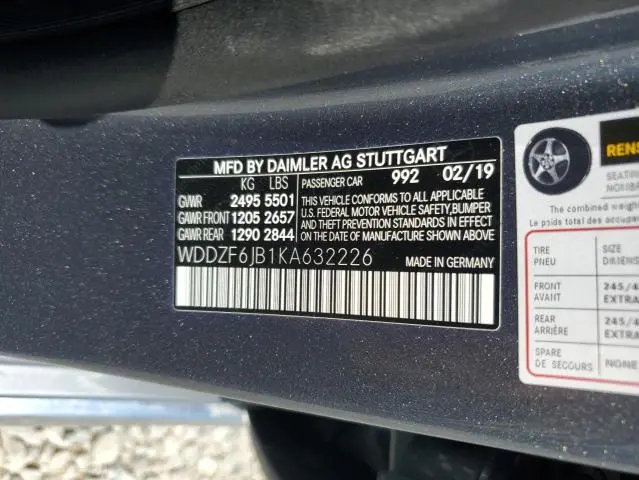 MFD BY DAIMLER AG STUTTGART
KG LBS
GVWR 2495 5501
GAWR FRONT 1205 2657
GAWR REAR 1290 2844
PASSENGER CAR 992 02/19
THIS VEHICLE CONFORMS TO ALL APPLICABLE
U.S. FEDERAL MOTOR VEHICLE SAFETY, BUMPER
AND THEFT PREVENTION STANDARDS IN EFFECT
ON THE DATE OF MANUFACTURE SHOWN ABOVE.
WDDZF6JB1KA632226
MADE IN GERMANY
The combined weight
Le poids total des occupants
TIRE SIZE
PNEU
FRONT 245/4
AVANT EXTRA
REAR 245/4
ARRIÈRE EXTRA
SPARE
DE SECOURS